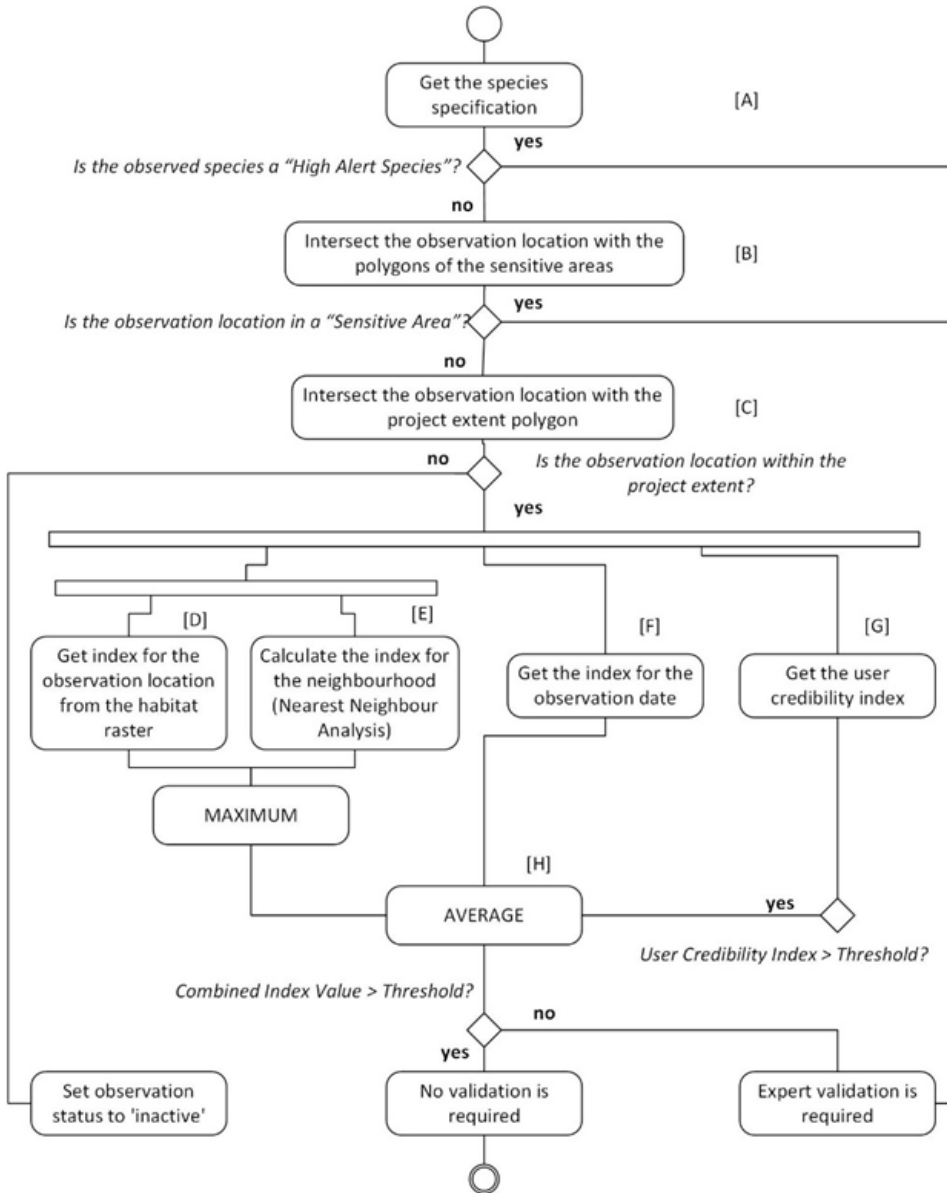 Get the species
specification
[A]
yes
Is the observed species a “High Alert Species”?
no
Intersect the observation location with the
polygons of the sensitive areas
[B]
yes
Is the observation location in a “Sensitive Area”?
no
Intersect the observation location with the
project extent polygon
[C]
no
Is the observation location within the
project extent?
yes
[D]
[E]
[F]
[G]
Get index for the
observation location
from the habitat
raster
Calculate the index for
the neighbourhood
(Nearest Neighbour
Analysis)
Get the index for the
observation date
Get the user
credibility index
MAXIMUM
[H]
AVERAGE
yes
User Credibility Index > Threshold?
Combined Index Value > Threshold?
no
yes
Set observation
status to 'inactive'
No validation is
required
Expert validation is
required